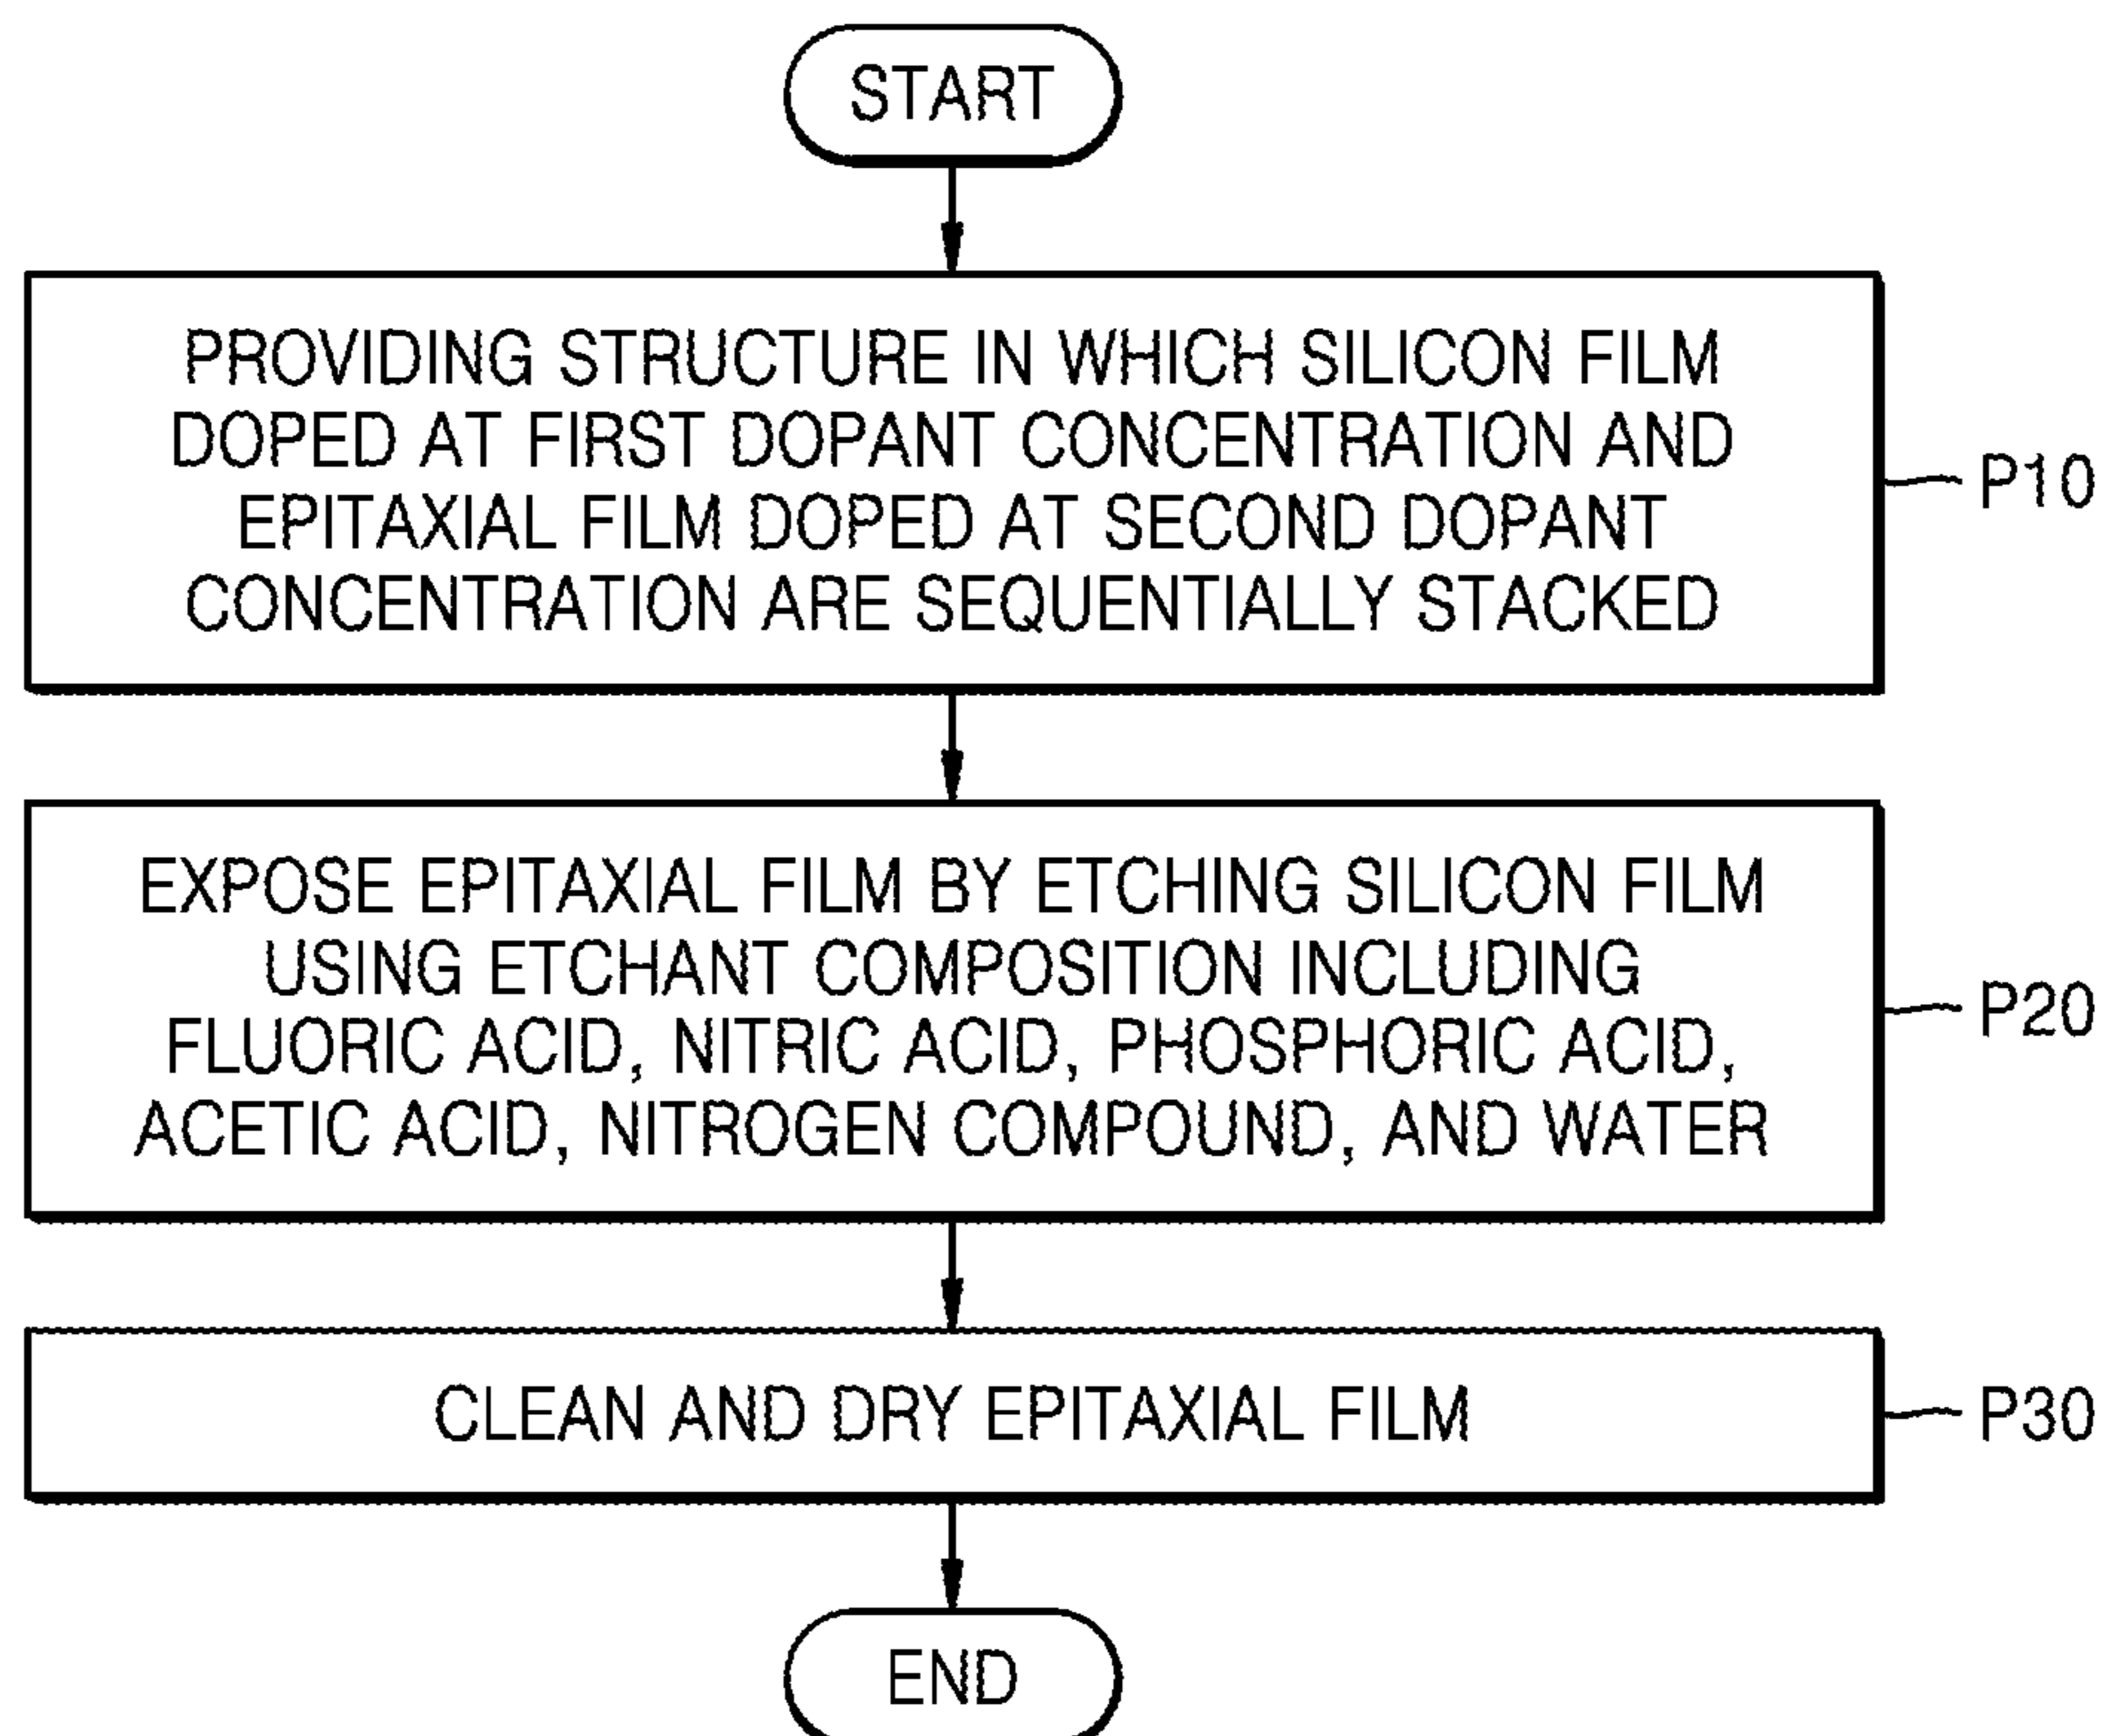 START
PROVIDING STRUCTURE IN WHICH SILICON FILM
DOPED AT FIRST DOPANT CONCENTRATION AND
EPITAXIAL FILM DOPED AT SECOND DOPANT
CONCENTRATION ARE SEQUENTIALLY STACKED
P10
EXPOSE EPITAXIAL FILM BY ETCHING SILICON FILM
USING ETCHANT COMPOSITION INCLUDING
FLUORIC ACID, NITRIC ACID, PHOSPHORIC ACID,
ACETIC ACID, NITROGEN COMPOUND, AND WATER
P20
CLEAN AND DRY EPITAXIAL FILM
P30
END